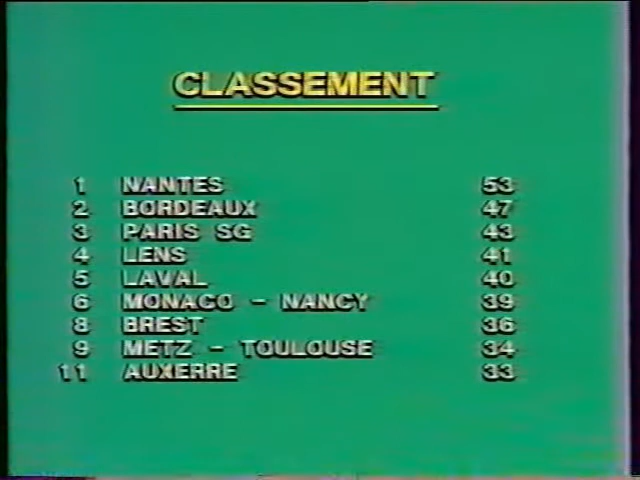 CLASSEMENT
1 NANTES 53
2 BORDEAUX 47
3 PARIS SG 43
4 LENS 41
5 LAVAL 40
6 MONACO - NANCY 39
8 BREST 36
9 METZ - TOULOUSE 34
11 AUXERRE 33